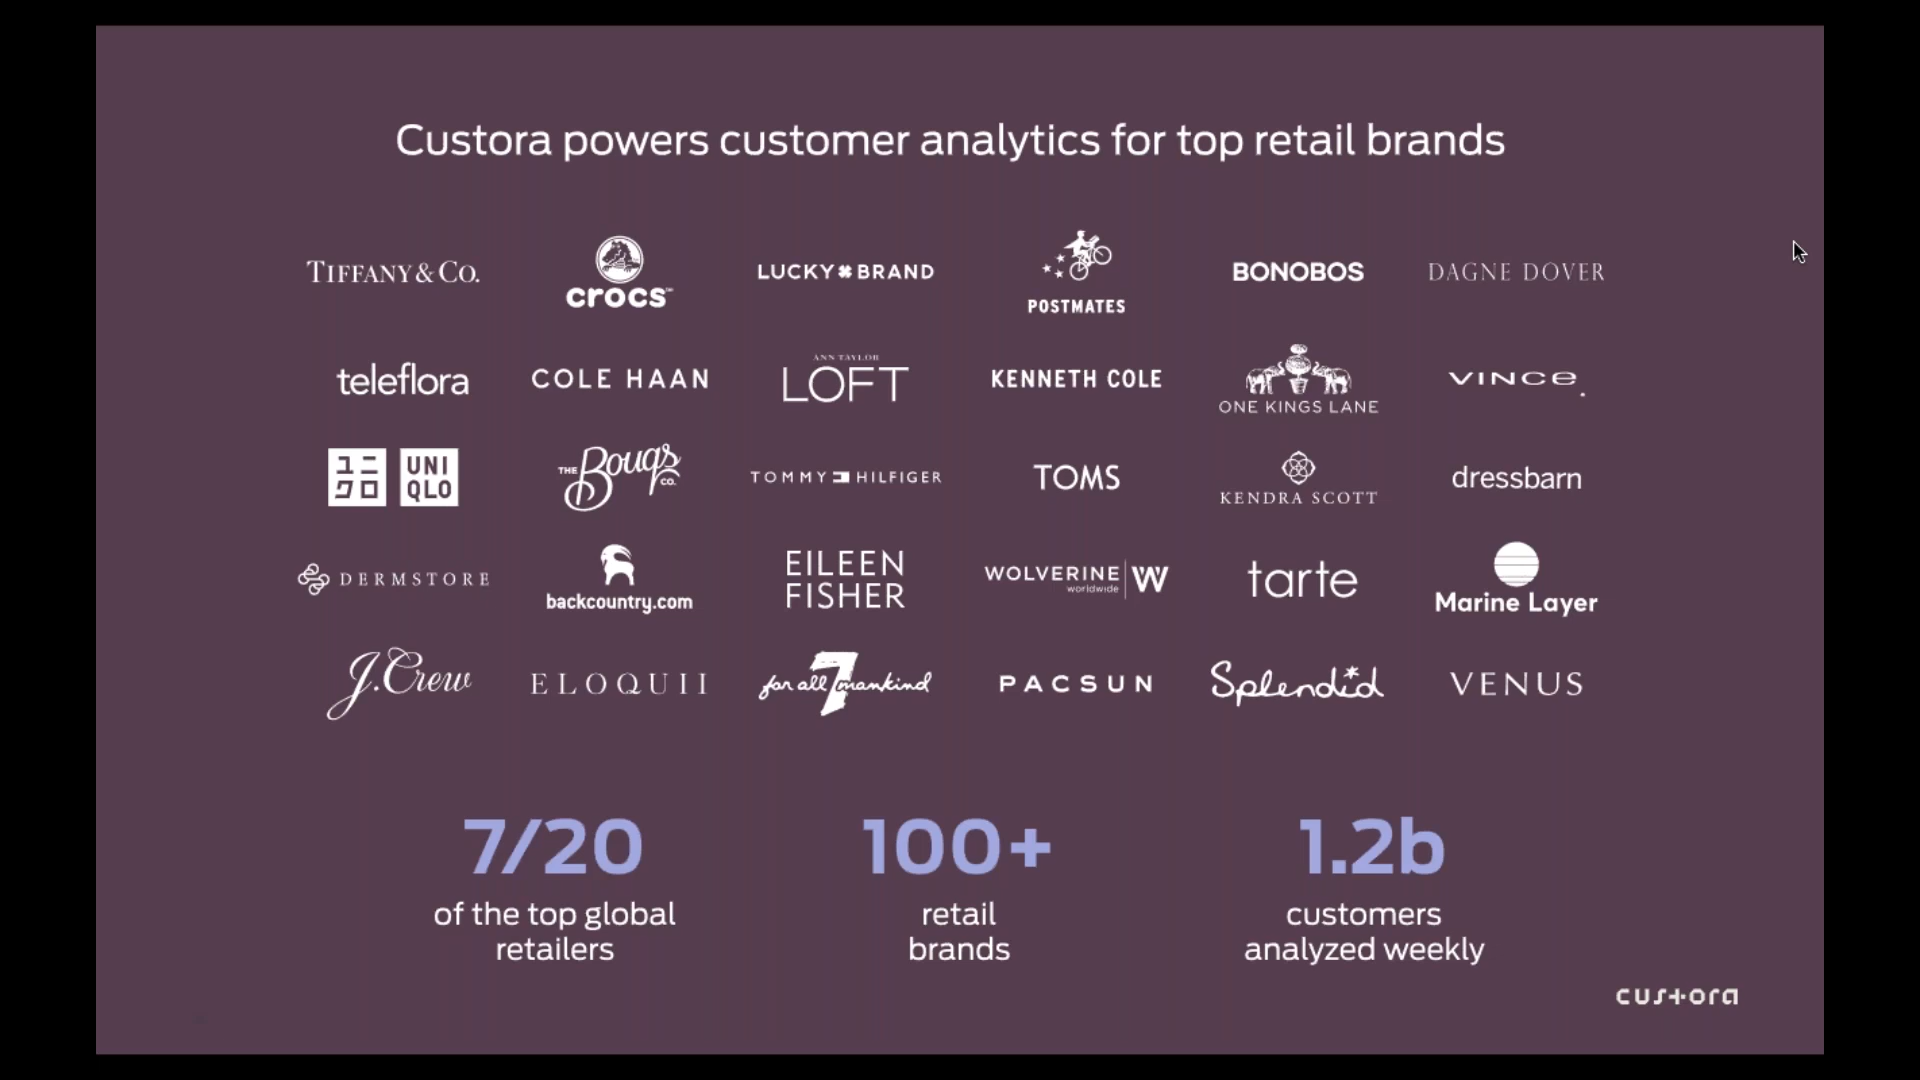 Custora powers customer analytics for top retail brands
TIFFANY & CO.
crocs™
LUCKY BRAND
POSTMATES
BONOBOS
DAGNE DOVER
teleflora
COLE HAAN
ANN TAYLOR
LOFT
KENNETH COLE
ONE KINGS LANE
VINCE.
ユニ
クロ
UNI
QLO
THE Bouqs CO.
TOMMY HILFIGER
TOMS
KENDRA SCOTT
dressbarn
DERMSTORE
backcountry.com
EILEEN
FISHER
WOLVERINE W
worldwide
tarte
Marine Layer
J.Crew
ELOQUII
for all 7 mankind
PACSUN
Splendid
VENUS
7/20
of the top global
retailers
100+
retail
brands
1.2b
customers
analyzed weekly
custora